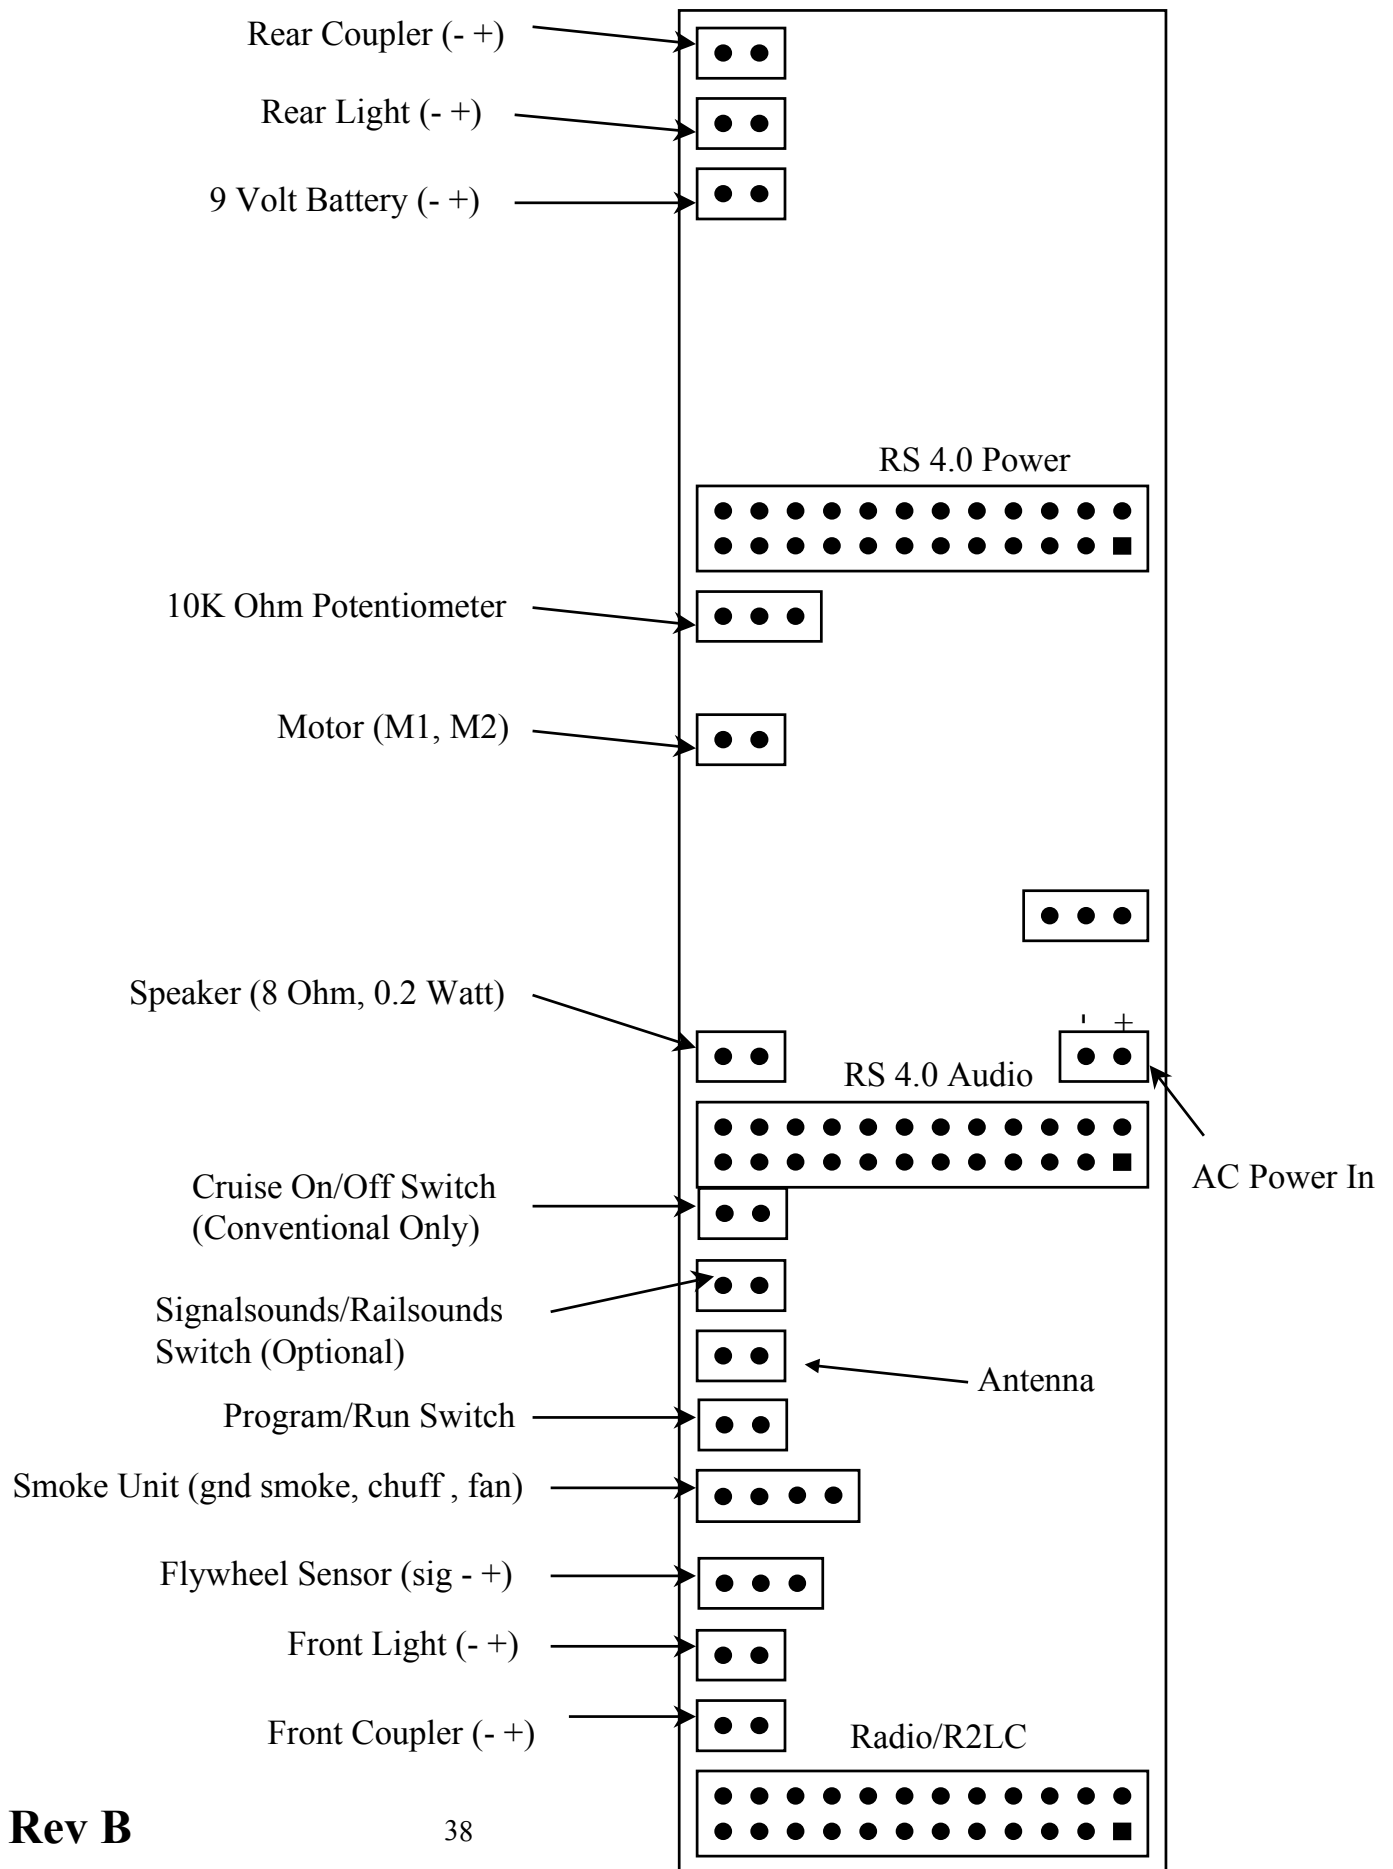 Rear Coupler (- +)
Rear Light (- +)
9 Volt Battery (- +)
RS 4.0 Power
10K Ohm Potentiometer
Motor (M1, M2)
Speaker (8 Ohm, 0.2 Watt)
- +
RS 4.0 Audio
AC Power In
Cruise On/Off Switch
(Conventional Only)
Signalsounds/Railsounds
Switch (Optional)
Antenna
Program/Run Switch
Smoke Unit (gnd smoke, chuff , fan)
Flywheel Sensor (sig - +)
Front Light (- +)
Front Coupler (- +)
Radio/R2LC
Rev B
38